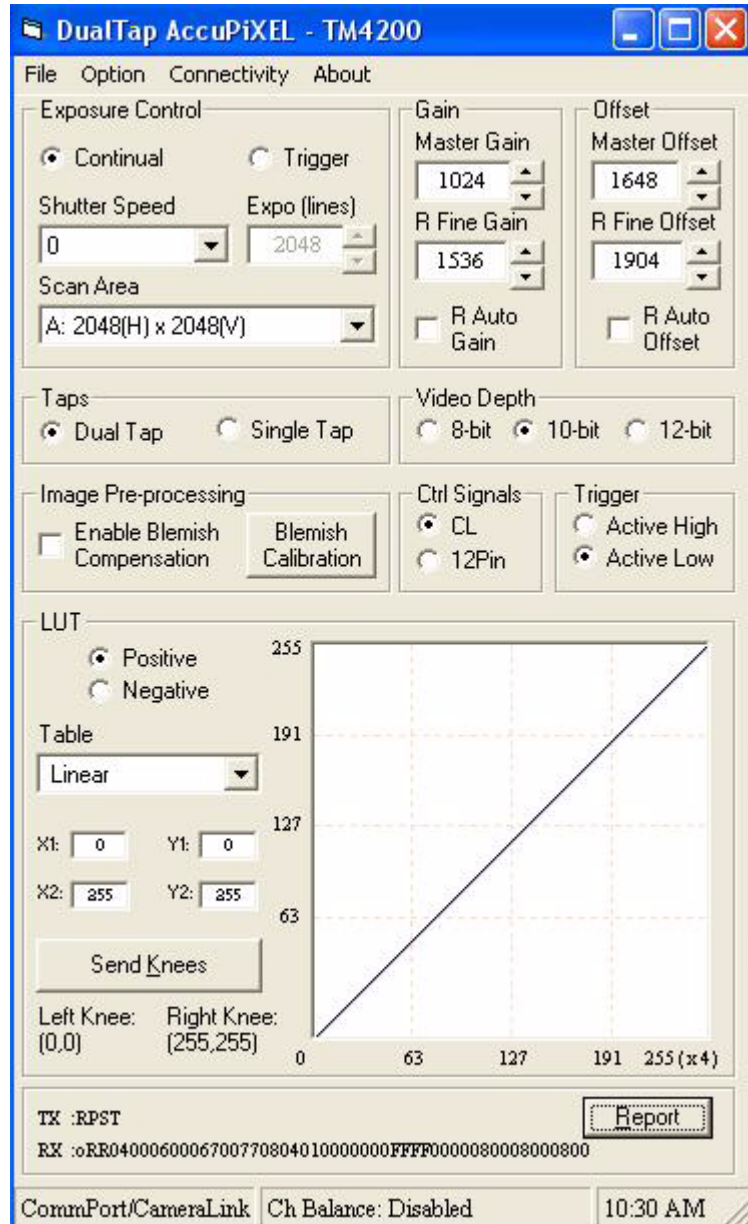 DualTap AccuPiXEL - TM4200
File Option Connectivity About
Exposure Control
Continual Trigger
Shutter Speed Expo (lines)
0 2048
Scan Area
A: 2048(H) x 2048(V)
Gain
Master Gain
1024
R Fine Gain
1536
R Auto
Gain
Offset
Master Offset
1648
R Fine Offset
1904
R Auto
Offset
Taps
Dual Tap Single Tap
Video Depth
8-bit 10-bit 12-bit
Image Pre-processing
Enable Blemish
Compensation
Blemish
Calibration
Ctrl Signals
CL
12Pin
Trigger
Active High
Active Low
LUT
Positive
Negative
Table
Linear
X1: 0 Y1: 0
X2: 255 Y2: 255
Send Knees
Left Knee: Right Knee:
(0,0) (255,255)
255
191
127
63
0 63 127 191 255(x4)
TX :RPST
Report
RX :oRR04000600067007708040100000000FFFF0000080008000800
CommPort/CameraLink Ch Balance: Disabled 10:30 AM